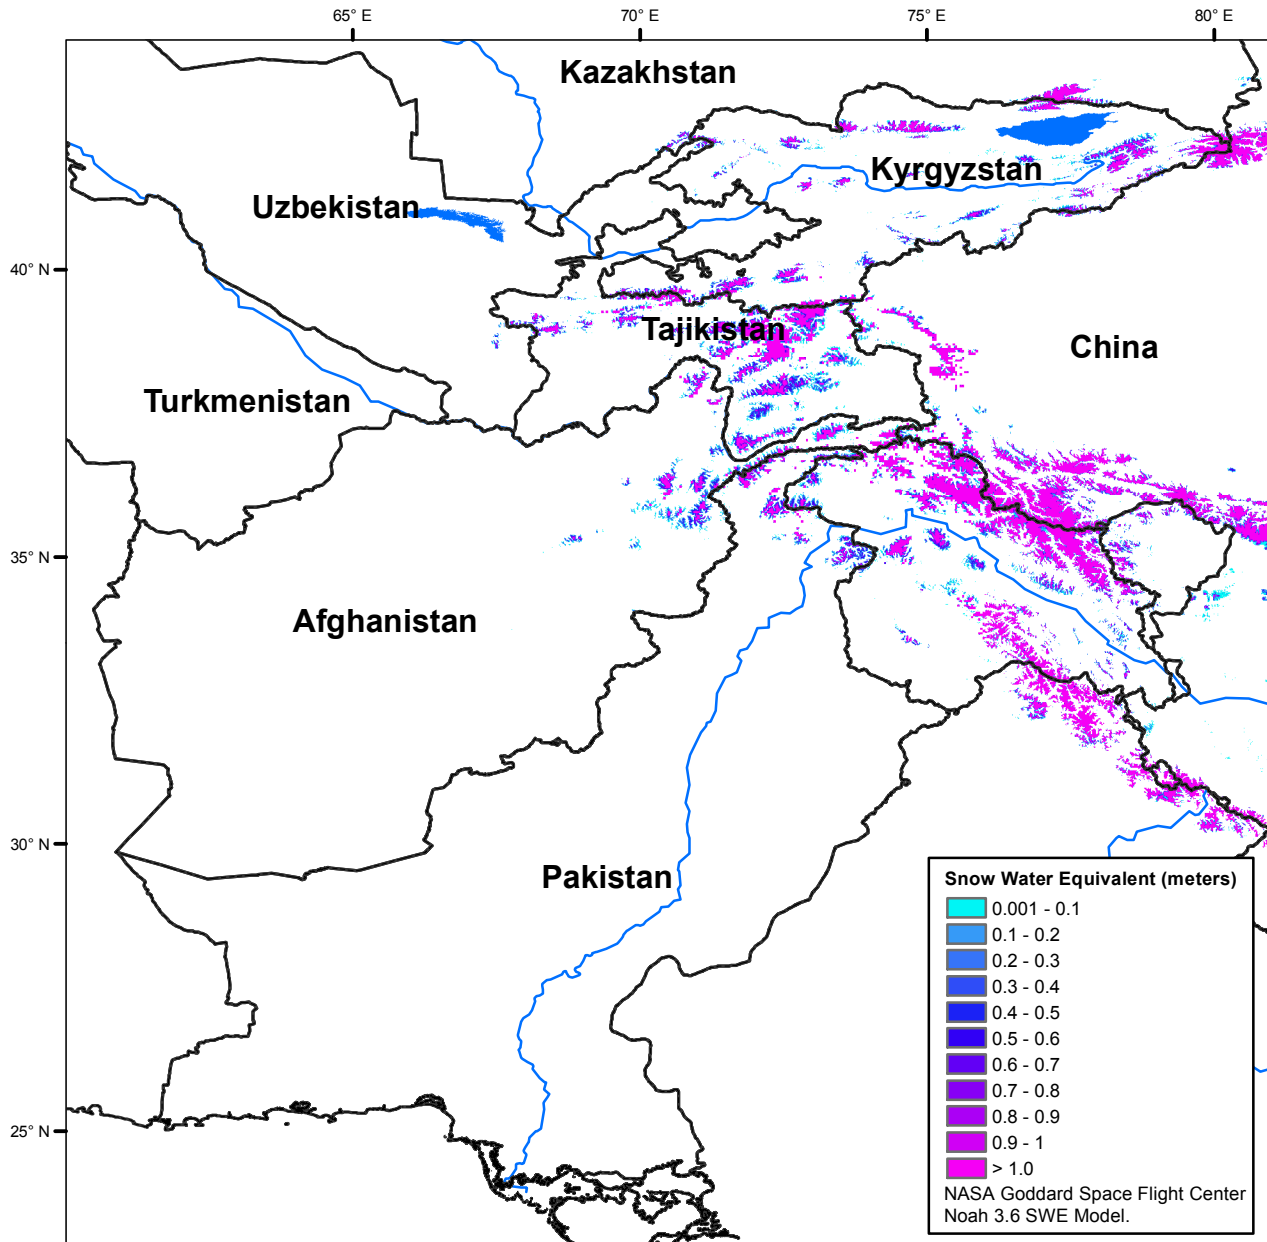 65° E
70° E
75° E
80° E
Kazakhstan
Kyrgyzstan
Uzbekistan
40° N
Tajikistan
China
Turkmenistan
35° N
Afghanistan
30° N
Pakistan
25° N
Snow Water Equivalent (meters)
0.001 - 0.1
0.1 - 0.2
0.2 - 0.3
0.3 - 0.4
0.4 - 0.5
0.5 - 0.6
0.6 - 0.7
0.7 - 0.8
0.8 - 0.9
0.9 - 1
> 1.0
NASA Goddard Space Flight Center
Noah 3.6 SWE Model.